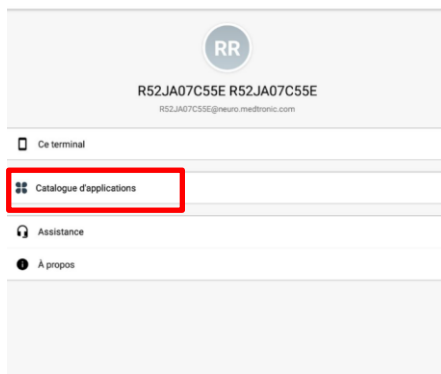 RR
R52JA07C55E R52JA07C55E
R52JA07C55E@neuro.medtronic.com
Ce terminal
Catalogue d'applications
Assistance
À propos